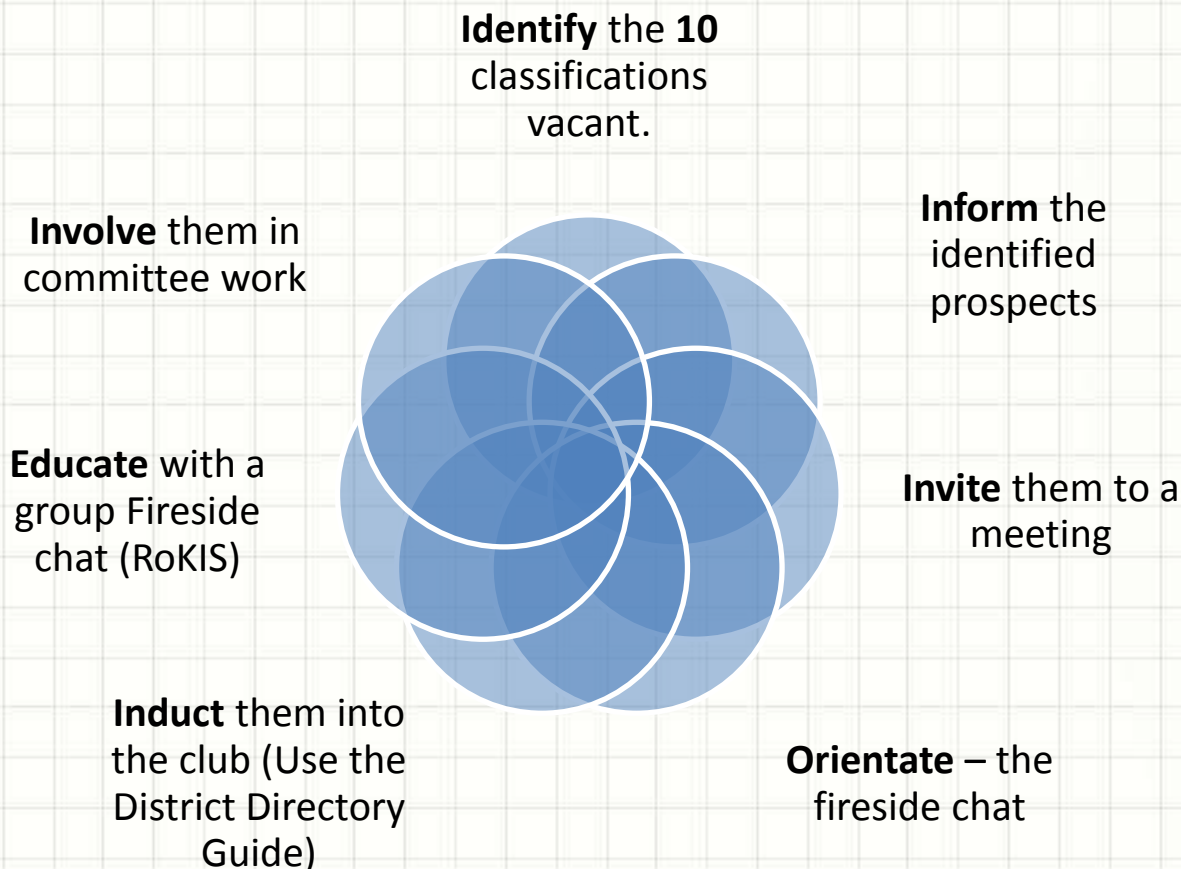 Identify the 10
classifications
vacant.
Inform the
identified
prospects
Invite them to a
meeting
Orientate – the
fireside chat
Induct them into
the club (Use the
District Directory
Guide)
Educate with a
group Fireside
chat (RoKIS)
Involve them in
committee work